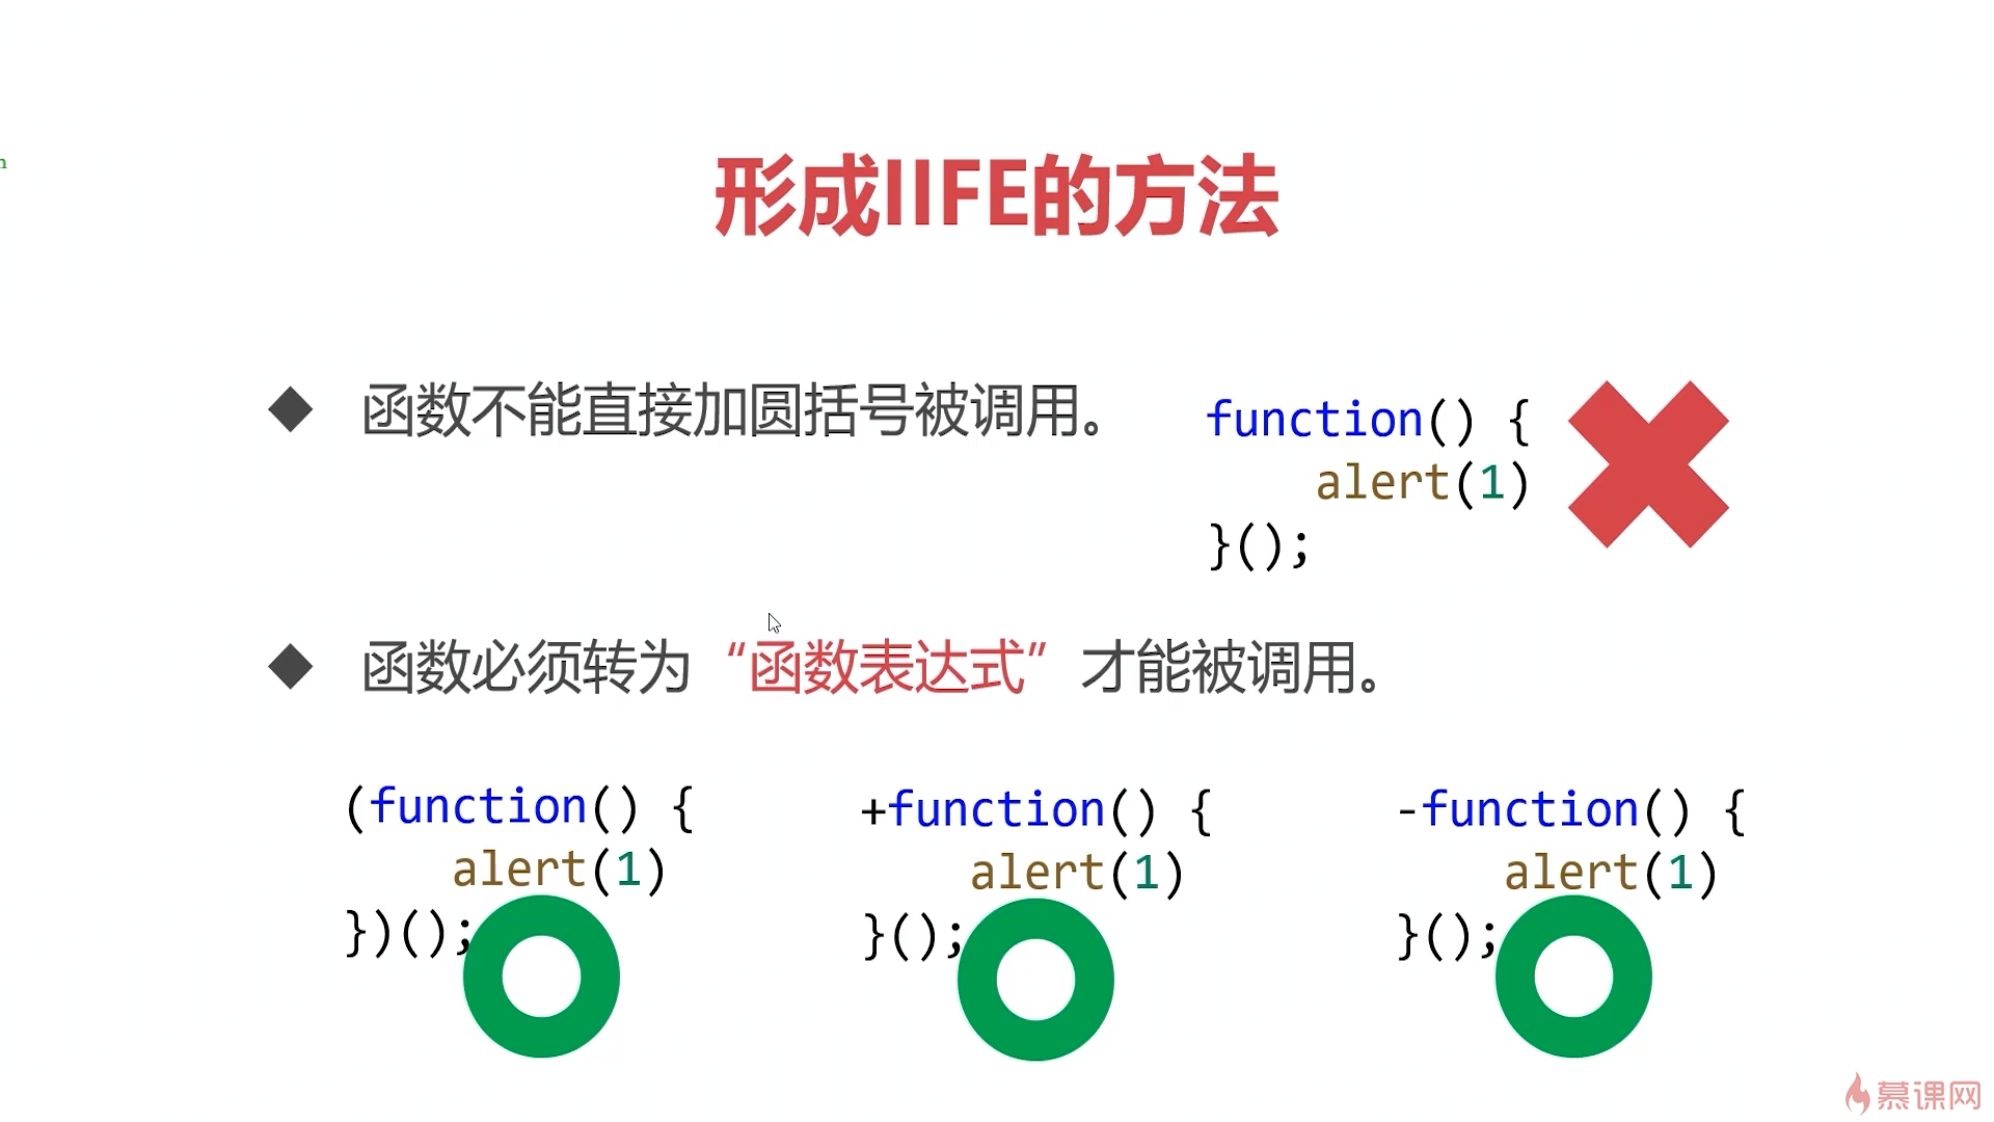 形成IIFE的方法
◆ 函数不能直接加圆括号被调用。
function() {
    alert(1)
}();
◆ 函数必须转为“函数表达式”才能被调用。
(function() {
    alert(1)
})();
+function() {
    alert(1)
}();
-function() {
    alert(1)
}();
慕课网